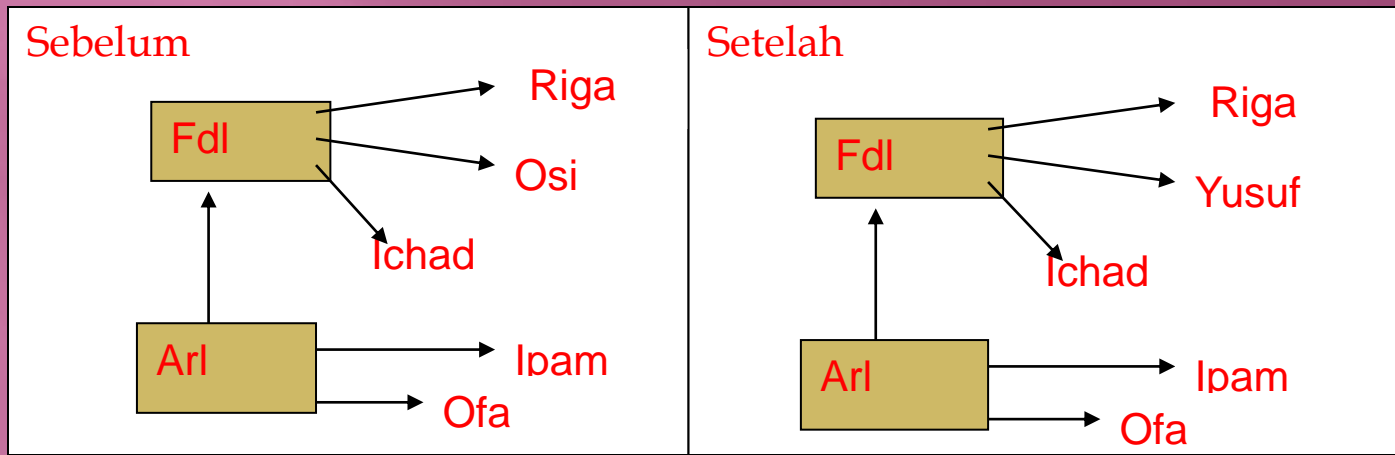 Sebelum
Riga
Fdl
Osi
Ichad
Arl
Ipam
Ofa
Setelah
Riga
Fdl
Yusuf
Ichad
Arl
Ipam
Ofa